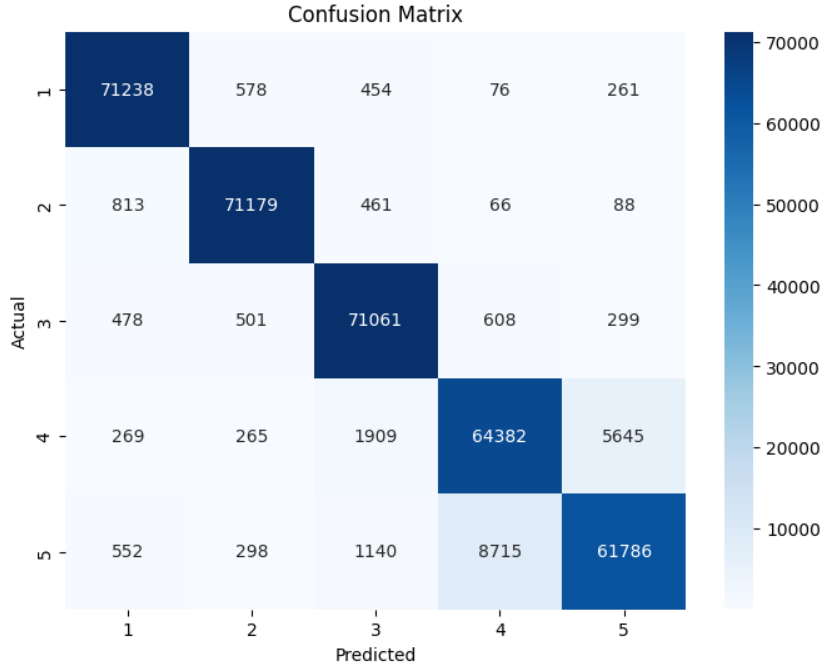 Confusion Matrix
1 71238 578 454 76 261
2 813 71179 461 66 88
3 478 501 71061 608 299
4 269 265 1909 64382 5645
5 552 298 1140 8715 61786
1 2 3 4 5
Predicted
Actual
70000
60000
50000
40000
30000
20000
10000